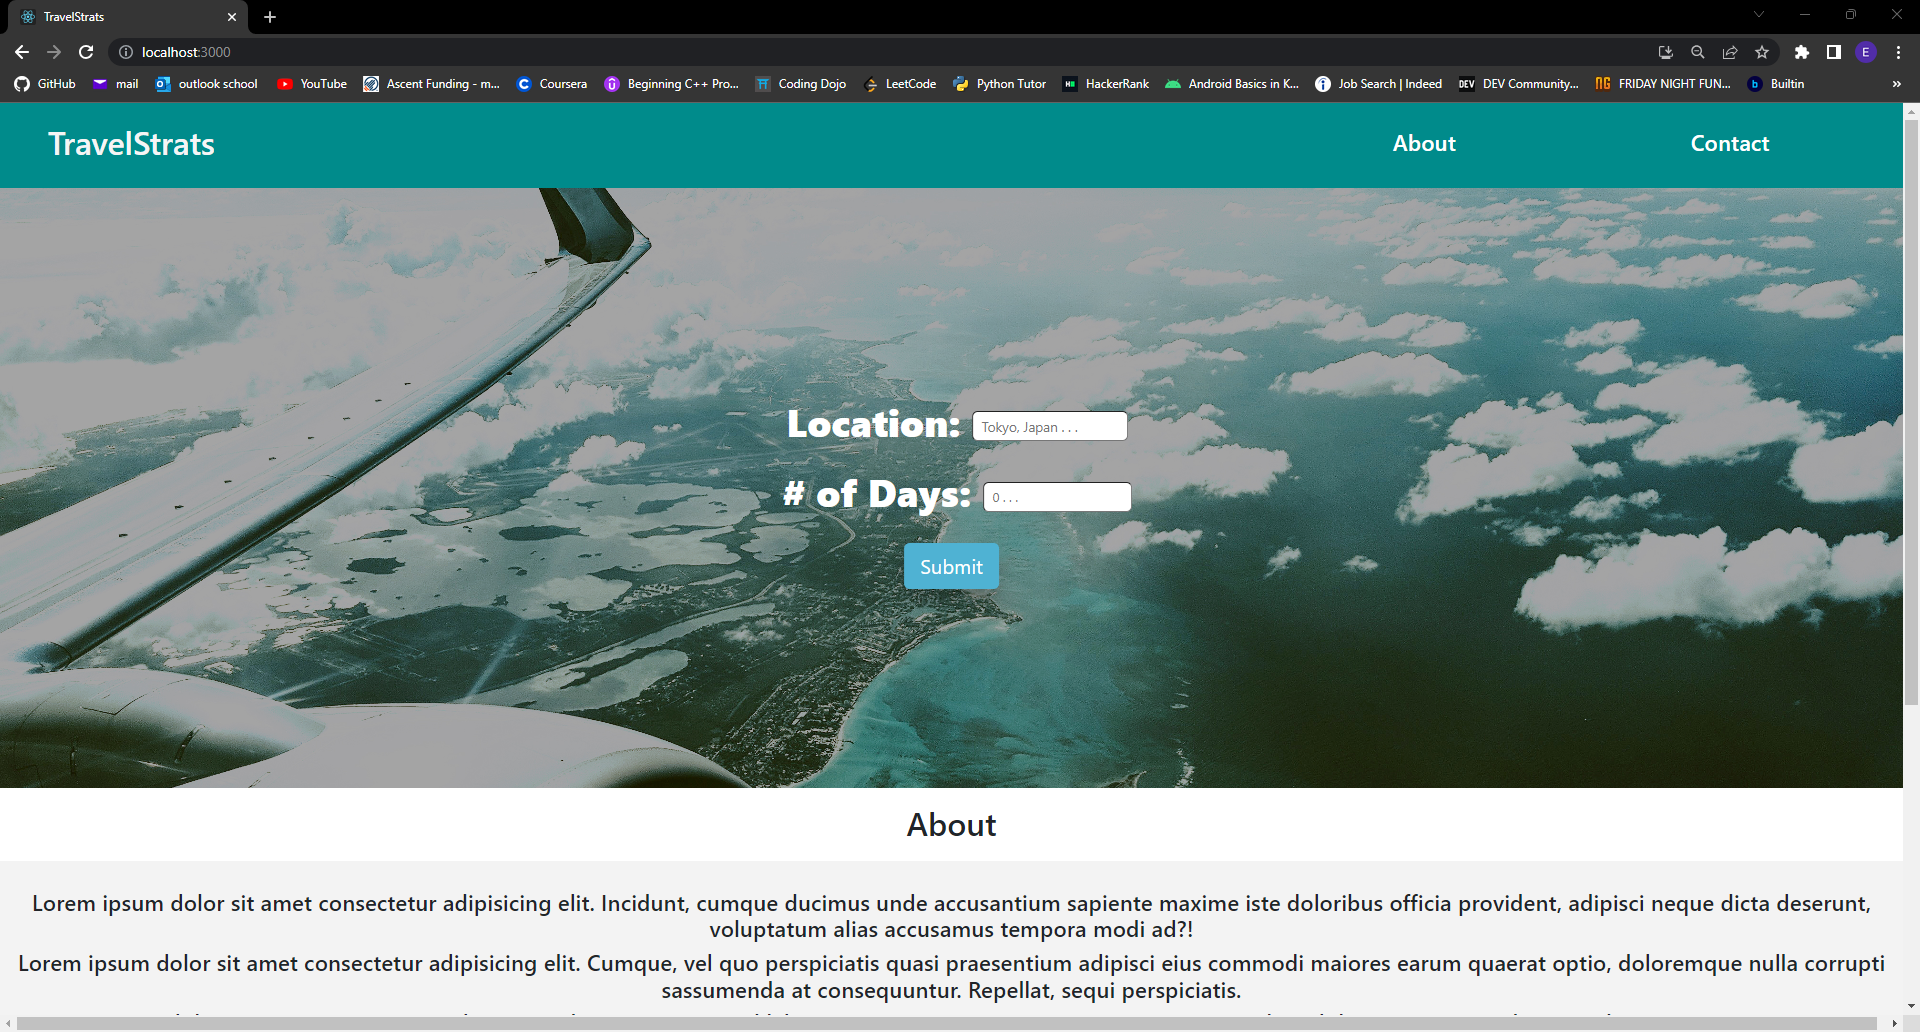 TravelStrats
localhost:3000
GitHub mail outlook school YouTube Ascent Funding - m... Coursera Beginning C++ Pro... Coding Dojo LeetCode Python Tutor HackerRank Android Basics in K... Job Search | Indeed DEV DEV Community... NG FRIDAY NIGHT FUN... b Builtin »
E
TravelStrats About Contact
Location: Tokyo, Japan . . .
# of Days: 0 . . .
Submit
About
Lorem ipsum dolor sit amet consectetur adipisicing elit. Incidunt, cumque ducimus unde accusantium sapiente maxime iste doloribus officia provident, adipisci neque dicta deserunt,
voluptatum alias accusamus tempora modi ad?!
Lorem ipsum dolor sit amet consectetur adipisicing elit. Cumque, vel quo perspiciatis quasi praesentium adipisci eius commodi maiores earum quaerat optio, doloremque nulla corrupti
sassumenda at consequuntur. Repellat, sequi perspiciatis.